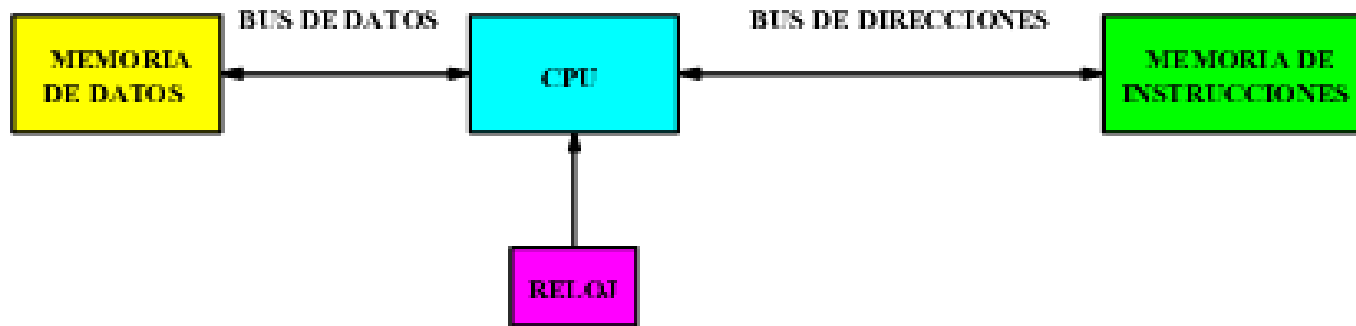 BUS DE DATOS
BUS DE DIRECCIONES
MEMORIA
DE DATOS
CPU
MEMORIA DE
INSTRUCCIONES
RELOJ